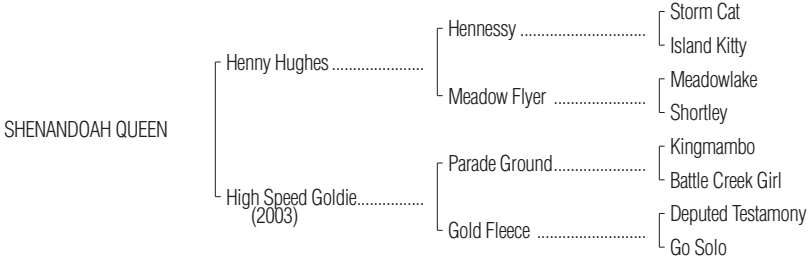 Storm Cat
Hennessy ..............................
Island Kitty
Henny Hughes ......................
Meadowlake
Meadow Flyer ......................
Shortley
SHENANDOAH QUEEN
Kingmambo
Parade Ground......................
Battle Creek Girl
High Speed Goldie................
(2003)
Deputed Testamony
Gold Fleece ..........................
Go Solo